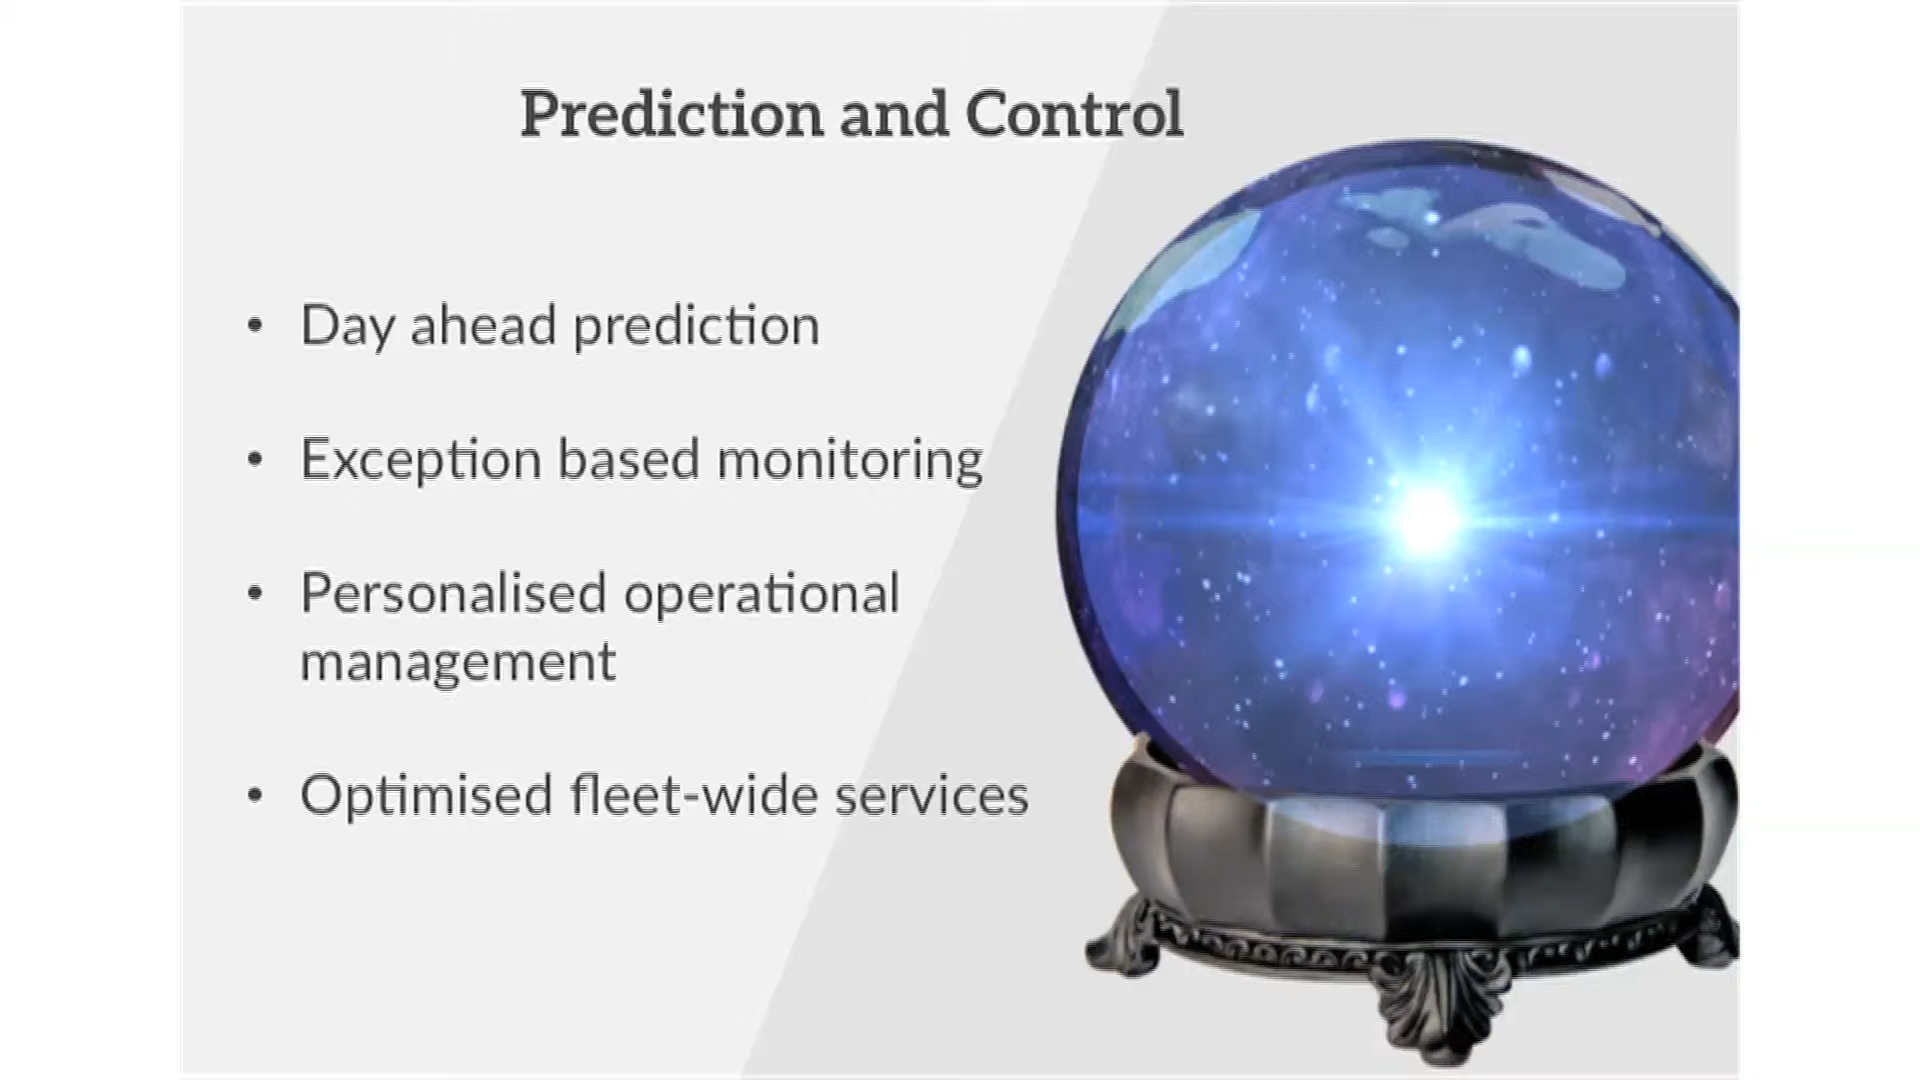 Prediction and Control
• Day ahead prediction
• Exception based monitoring
• Personalised operational
management
• Optimised fleet-wide services